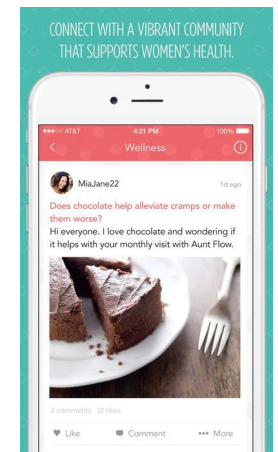 CONNECT WITH A VIBRANT COMMUNITY
THAT SUPPORTS WOMEN'S HEALTH.
AT&T 4:21 PM 100%
Wellness
MiaJane22 1d ago
Does chocolate help alleviate cramps or make
them worse?
Hi everyone. I love chocolate and wondering if
it helps with your monthly visit with Aunt Flow.
2 comments 12 likes
Like Comment More